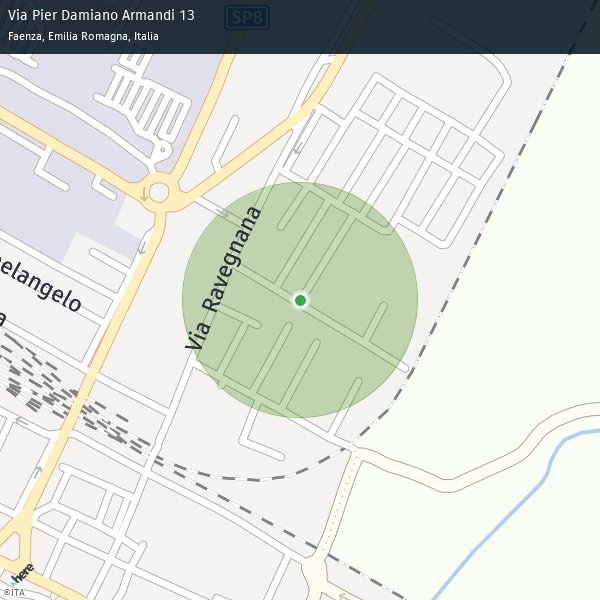 Via Pier Damiano Armandi 13
Faenza, Emilia Romagna, Italia
SP8
Via Ravegnana
elangelo
a
here
©ITA